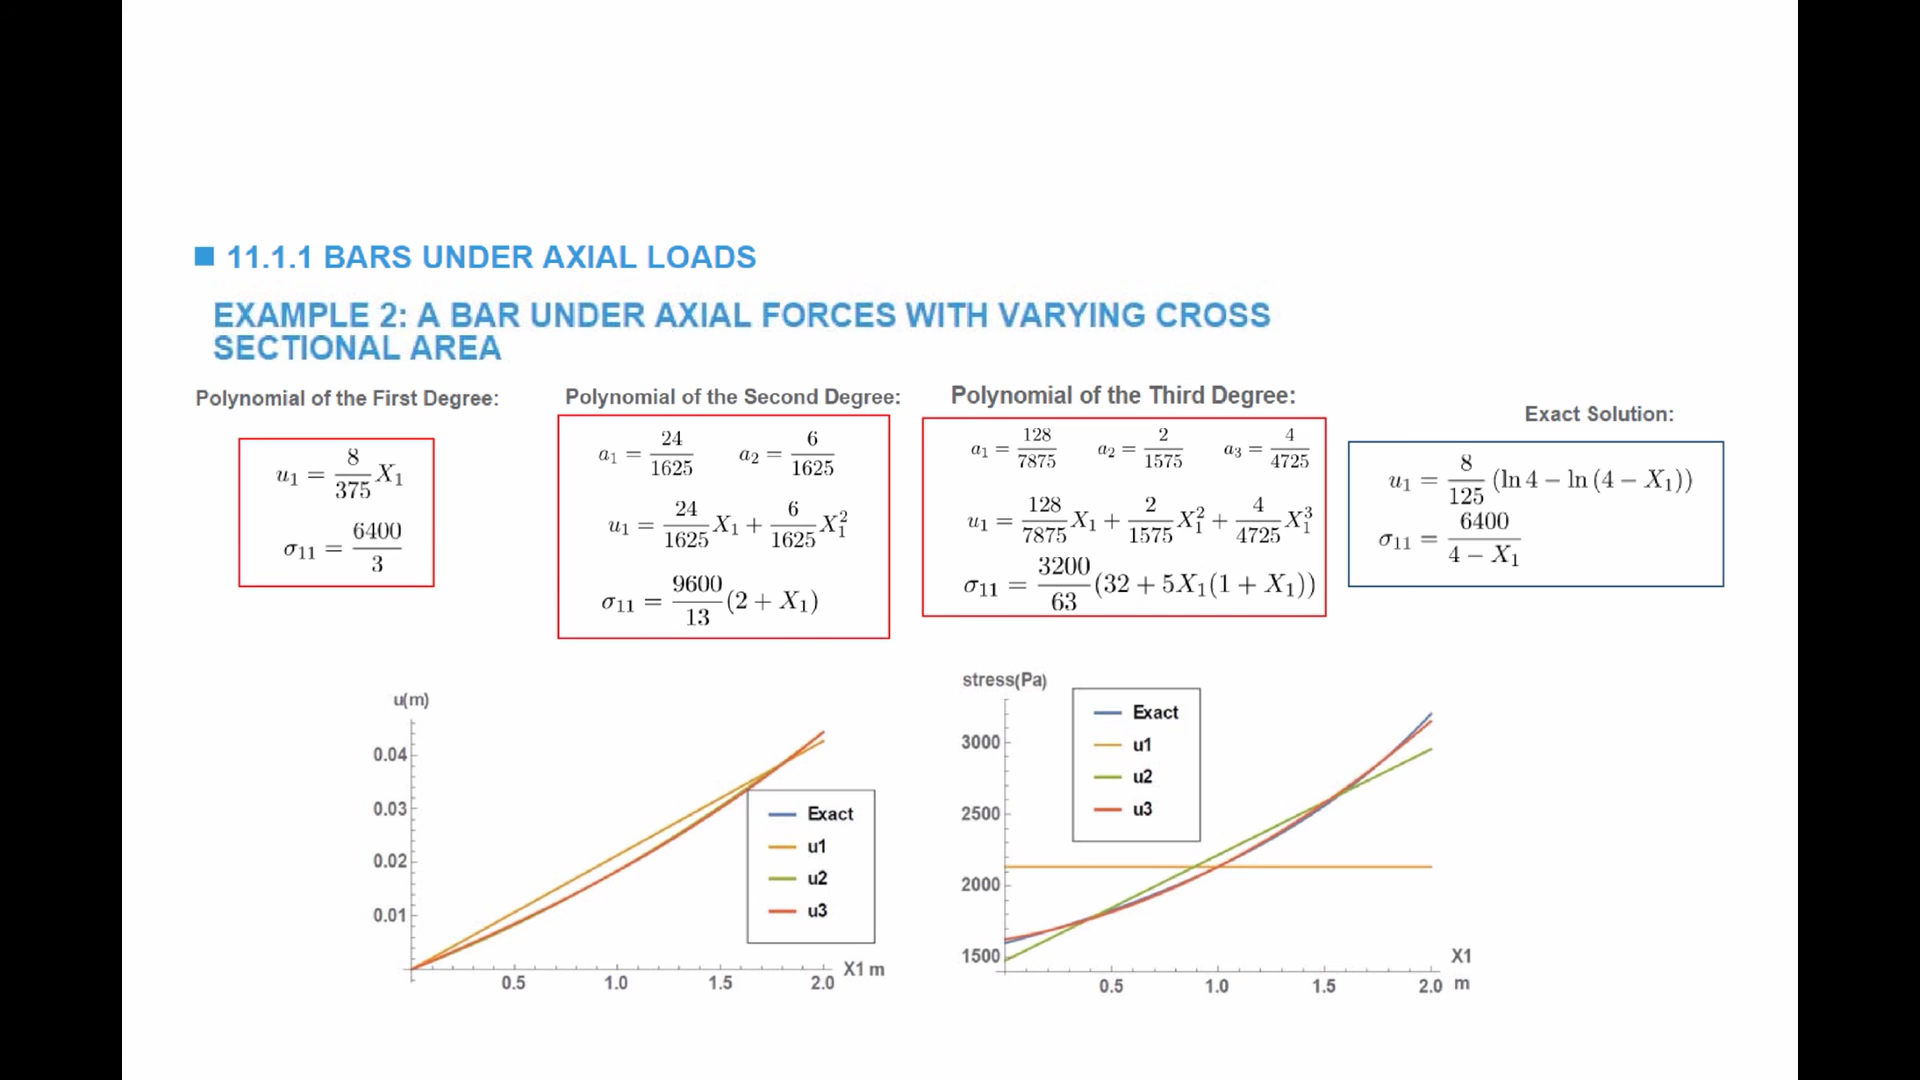 11.1.1 BARS UNDER AXIAL LOADS
EXAMPLE 2: A BAR UNDER AXIAL FORCES WITH VARYING CROSS
SECTIONAL AREA
Polynomial of the First Degree:
u₁ = 8/375 X₁
σ₁₁ = 6400/3
Polynomial of the Second Degree:
a₁ = 24/1625 a₂ = 6/1625
u₁ = 24/1625 X₁ + 6/1625 X₁²
σ₁₁ = 9600/13 (2 + X₁)
Polynomial of the Third Degree:
a₁ = 128/7875 a₂ = 2/1575 a₃ = 4/4725
u₁ = 128/7875 X₁ + 2/1575 X₁² + 4/4725 X₁³
σ₁₁ = 3200/63 (32 + 5X₁(1 + X₁))
Exact Solution:
u₁ = 8/125 (ln 4 − ln (4 − X₁))
σ₁₁ = 6400/(4 − X₁)
u(m)
0.04
0.03
0.02
0.01
0.5 1.0 1.5 2.0
X1 m
Exact
u1
u2
u3
stress(Pa)
3000
2500
2000
1500
0.5 1.0 1.5 2.0
X1
m
Exact
u1
u2
u3